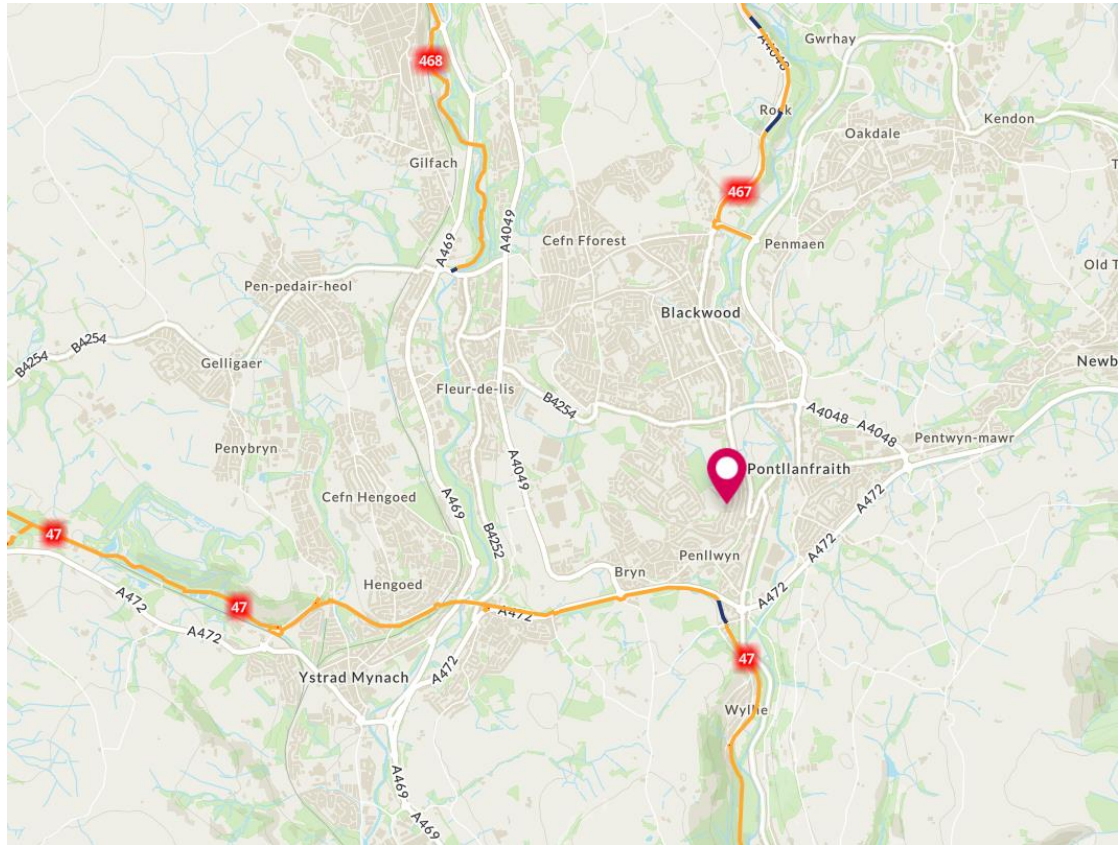 A4048
Gwrhay
468
Rock
Kendon
Oakdale
Gilfach
467
A469
A4049
Cefn Fforest
Penmaen
Pen-pedair-heol
Old T
Blackwood
B4254
B4254
Gelligaer
Newb
Fleur-de-lis
B4254
A4048
A4048
Pentwyn-mawr
Penybryn
A4049
Pontllanfraith
A472
Cefn Hengoed
A469
47
B4252
A472
Penllwyn
Bryn
Hengoed
A472
47
A472
A472
A472
47
Ystrad Mynach
A472
Wyllie
A469
A469